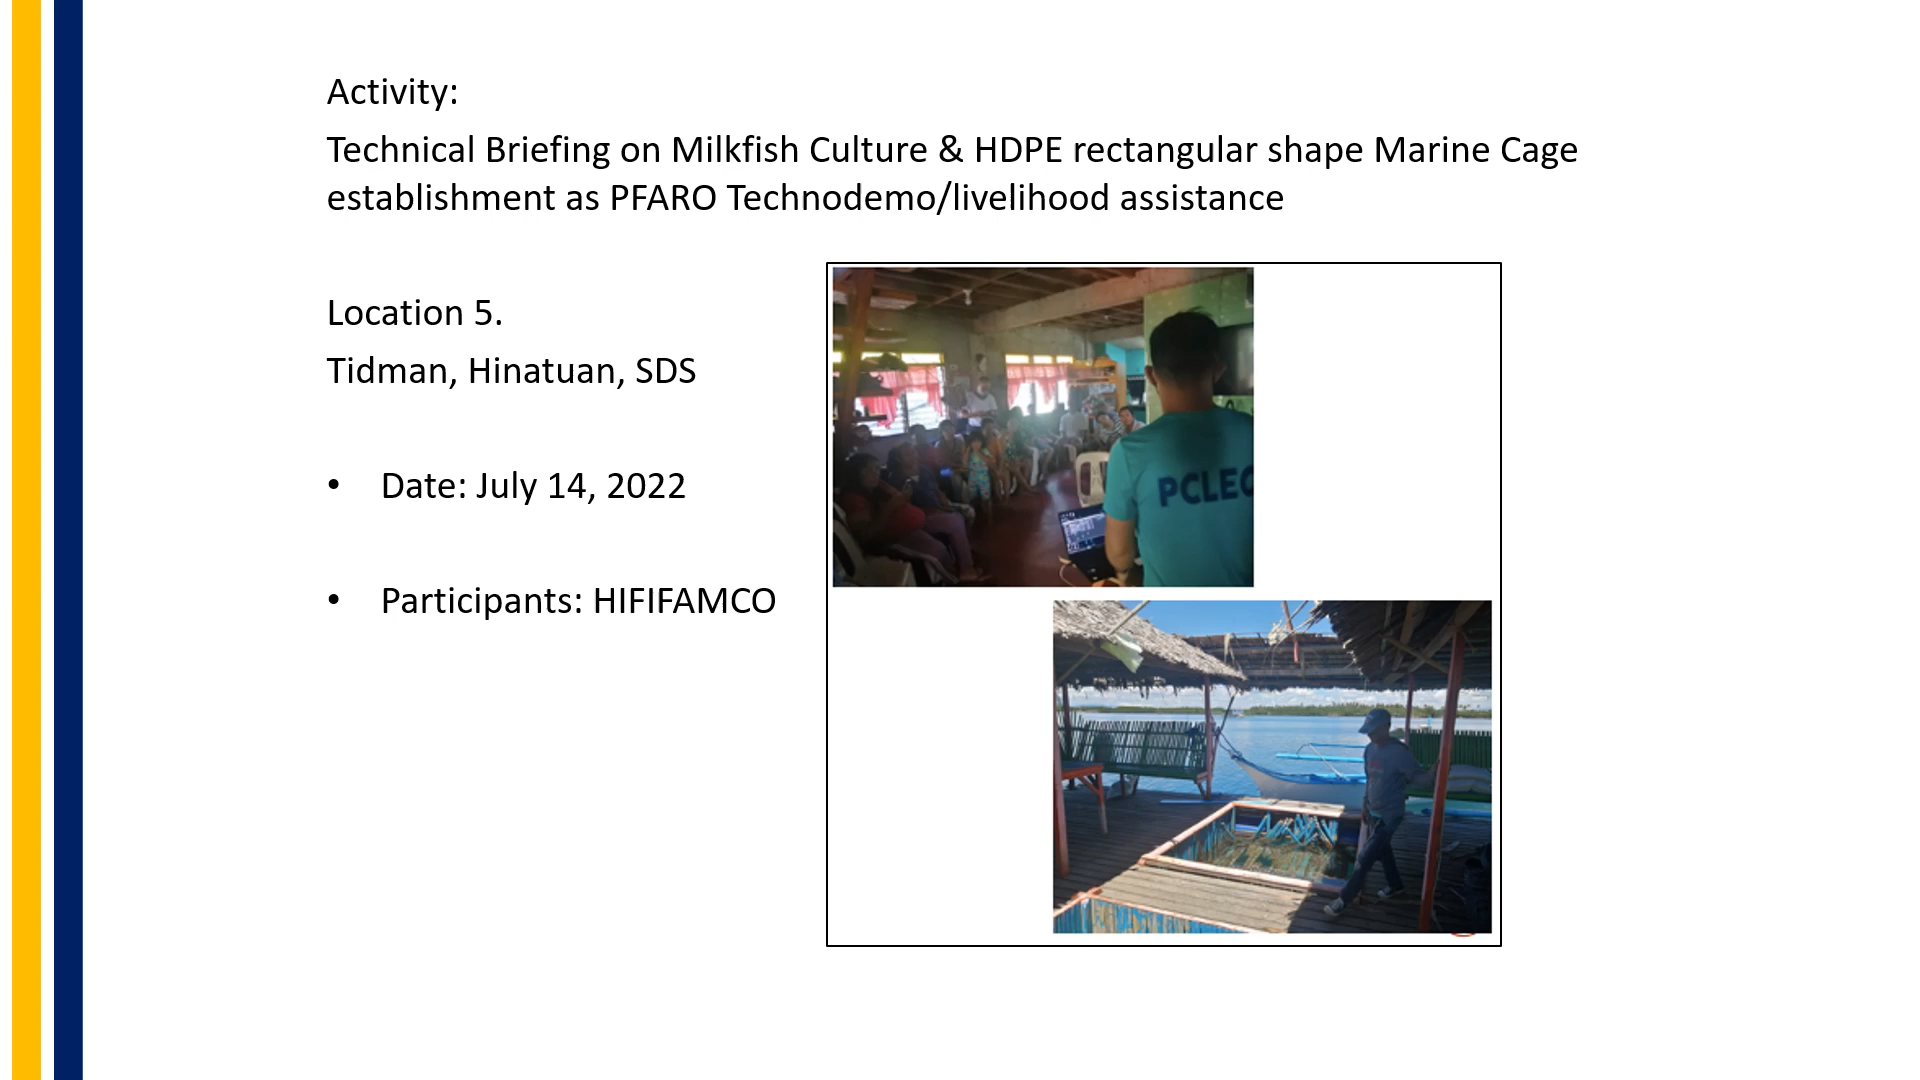 Activity:
Technical Briefing on Milkfish Culture & HDPE rectangular shape Marine Cage
establishment as PFARO Technodemo/livelihood assistance
Location 5.
Tidman, Hinatuan, SDS
• Date: July 14, 2022
• Participants: HIFIFAMCO
PCLEC